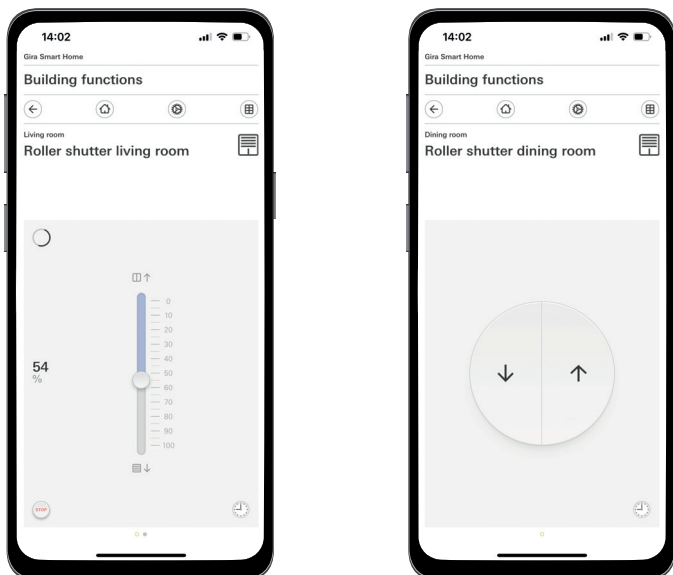 14:02
Gira Smart Home
Building functions
Living room
Roller shutter living room
0
10
20
30
40
50
60
70
80
90
100
54
%
STOP
14:02
Gira Smart Home
Building functions
Dining room
Roller shutter dining room